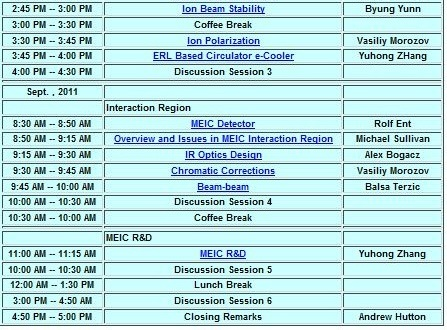 2:45 PM -- 3:00 PM Ion Beam Stability Byung Yunn
3:00 PM -- 3:30 PM Coffee Break
3:30 PM -- 3:45 PM Ion Polarization Vasiliy Morozov
3:45 PM -- 4:00 PM ERL Based Circulator e-Cooler Yuhong ZHang
4:00 PM -- 4:30 PM Discussion Session 3
Sept. , 2011
Interaction Region
8:30 AM -- 8:50 AM MEIC Detector Rolf Ent
8:50 AM -- 9:15 AM Overview and Issues in MEIC Interaction Region Michael Sullivan
9:15 AM -- 9:30 AM IR Optics Design Alex Bogacz
9:30 AM -- 9:45 AM Chromatic Corrections Vasiliy Morozov
9:45 AM -- 10:00 AM Beam-beam Balsa Terzic
10:00 AM -- 10:30 AM Discussion Session 4
10:30 AM -- 10:00 AM Coffee Break
MEIC R&D
11:00 AM -- 11:15 AM MEIC R&D Yuhong Zhang
10:00 AM -- 10:30 AM Discussion Session 5
12:00 AM -- 1:30 PM Lunch Break
3:00 PM -- 4:50 AM Discussion Session 6
4:50 PM -- 5:00 PM Closing Remarks Andrew Hutton